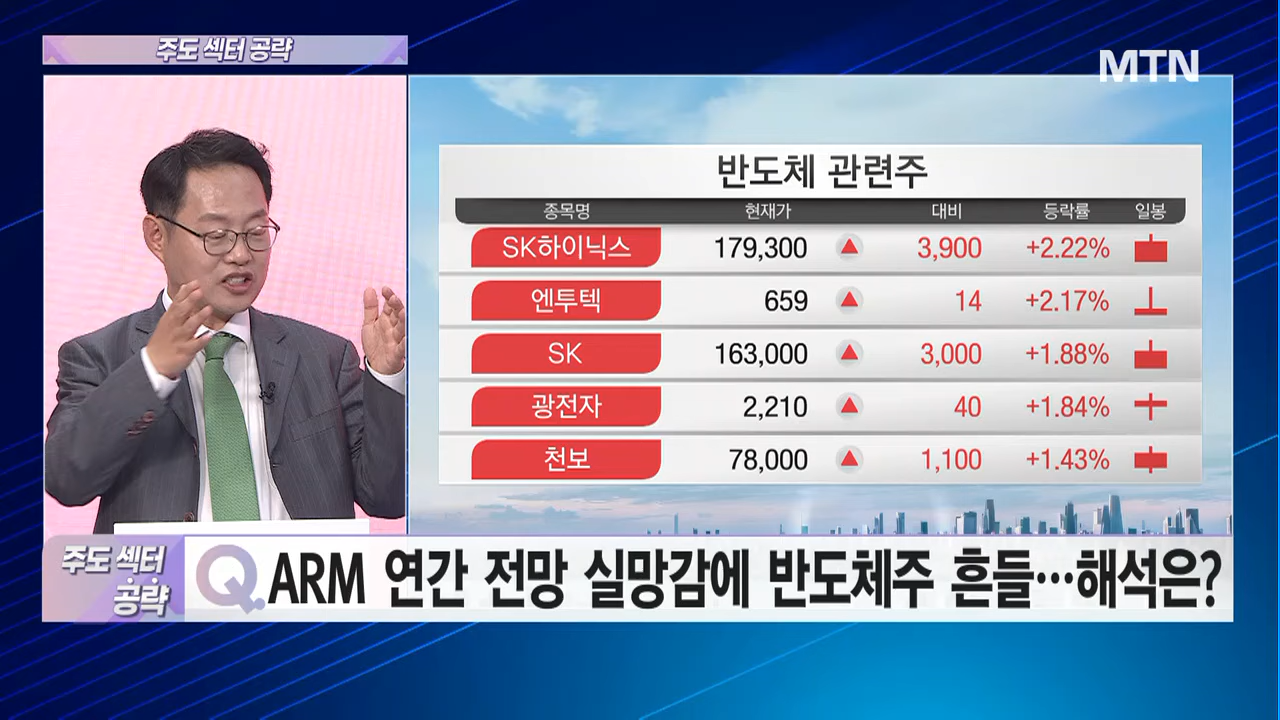 주도 섹터 공략
MTN
반도체 관련주
종목명 현재가 대비 등락률 일봉
SK하이닉스 179,300 ▲ 3,900 +2.22%
엔투텍 659 ▲ 14 +2.17%
SK 163,000 ▲ 3,000 +1.88%
광전자 2,210 ▲ 40 +1.84%
천보 78,000 ▲ 1,100 +1.43%
주도 섹터
공략
Q. ARM 연간 전망 실망감에 반도체주 흔들…해석은?